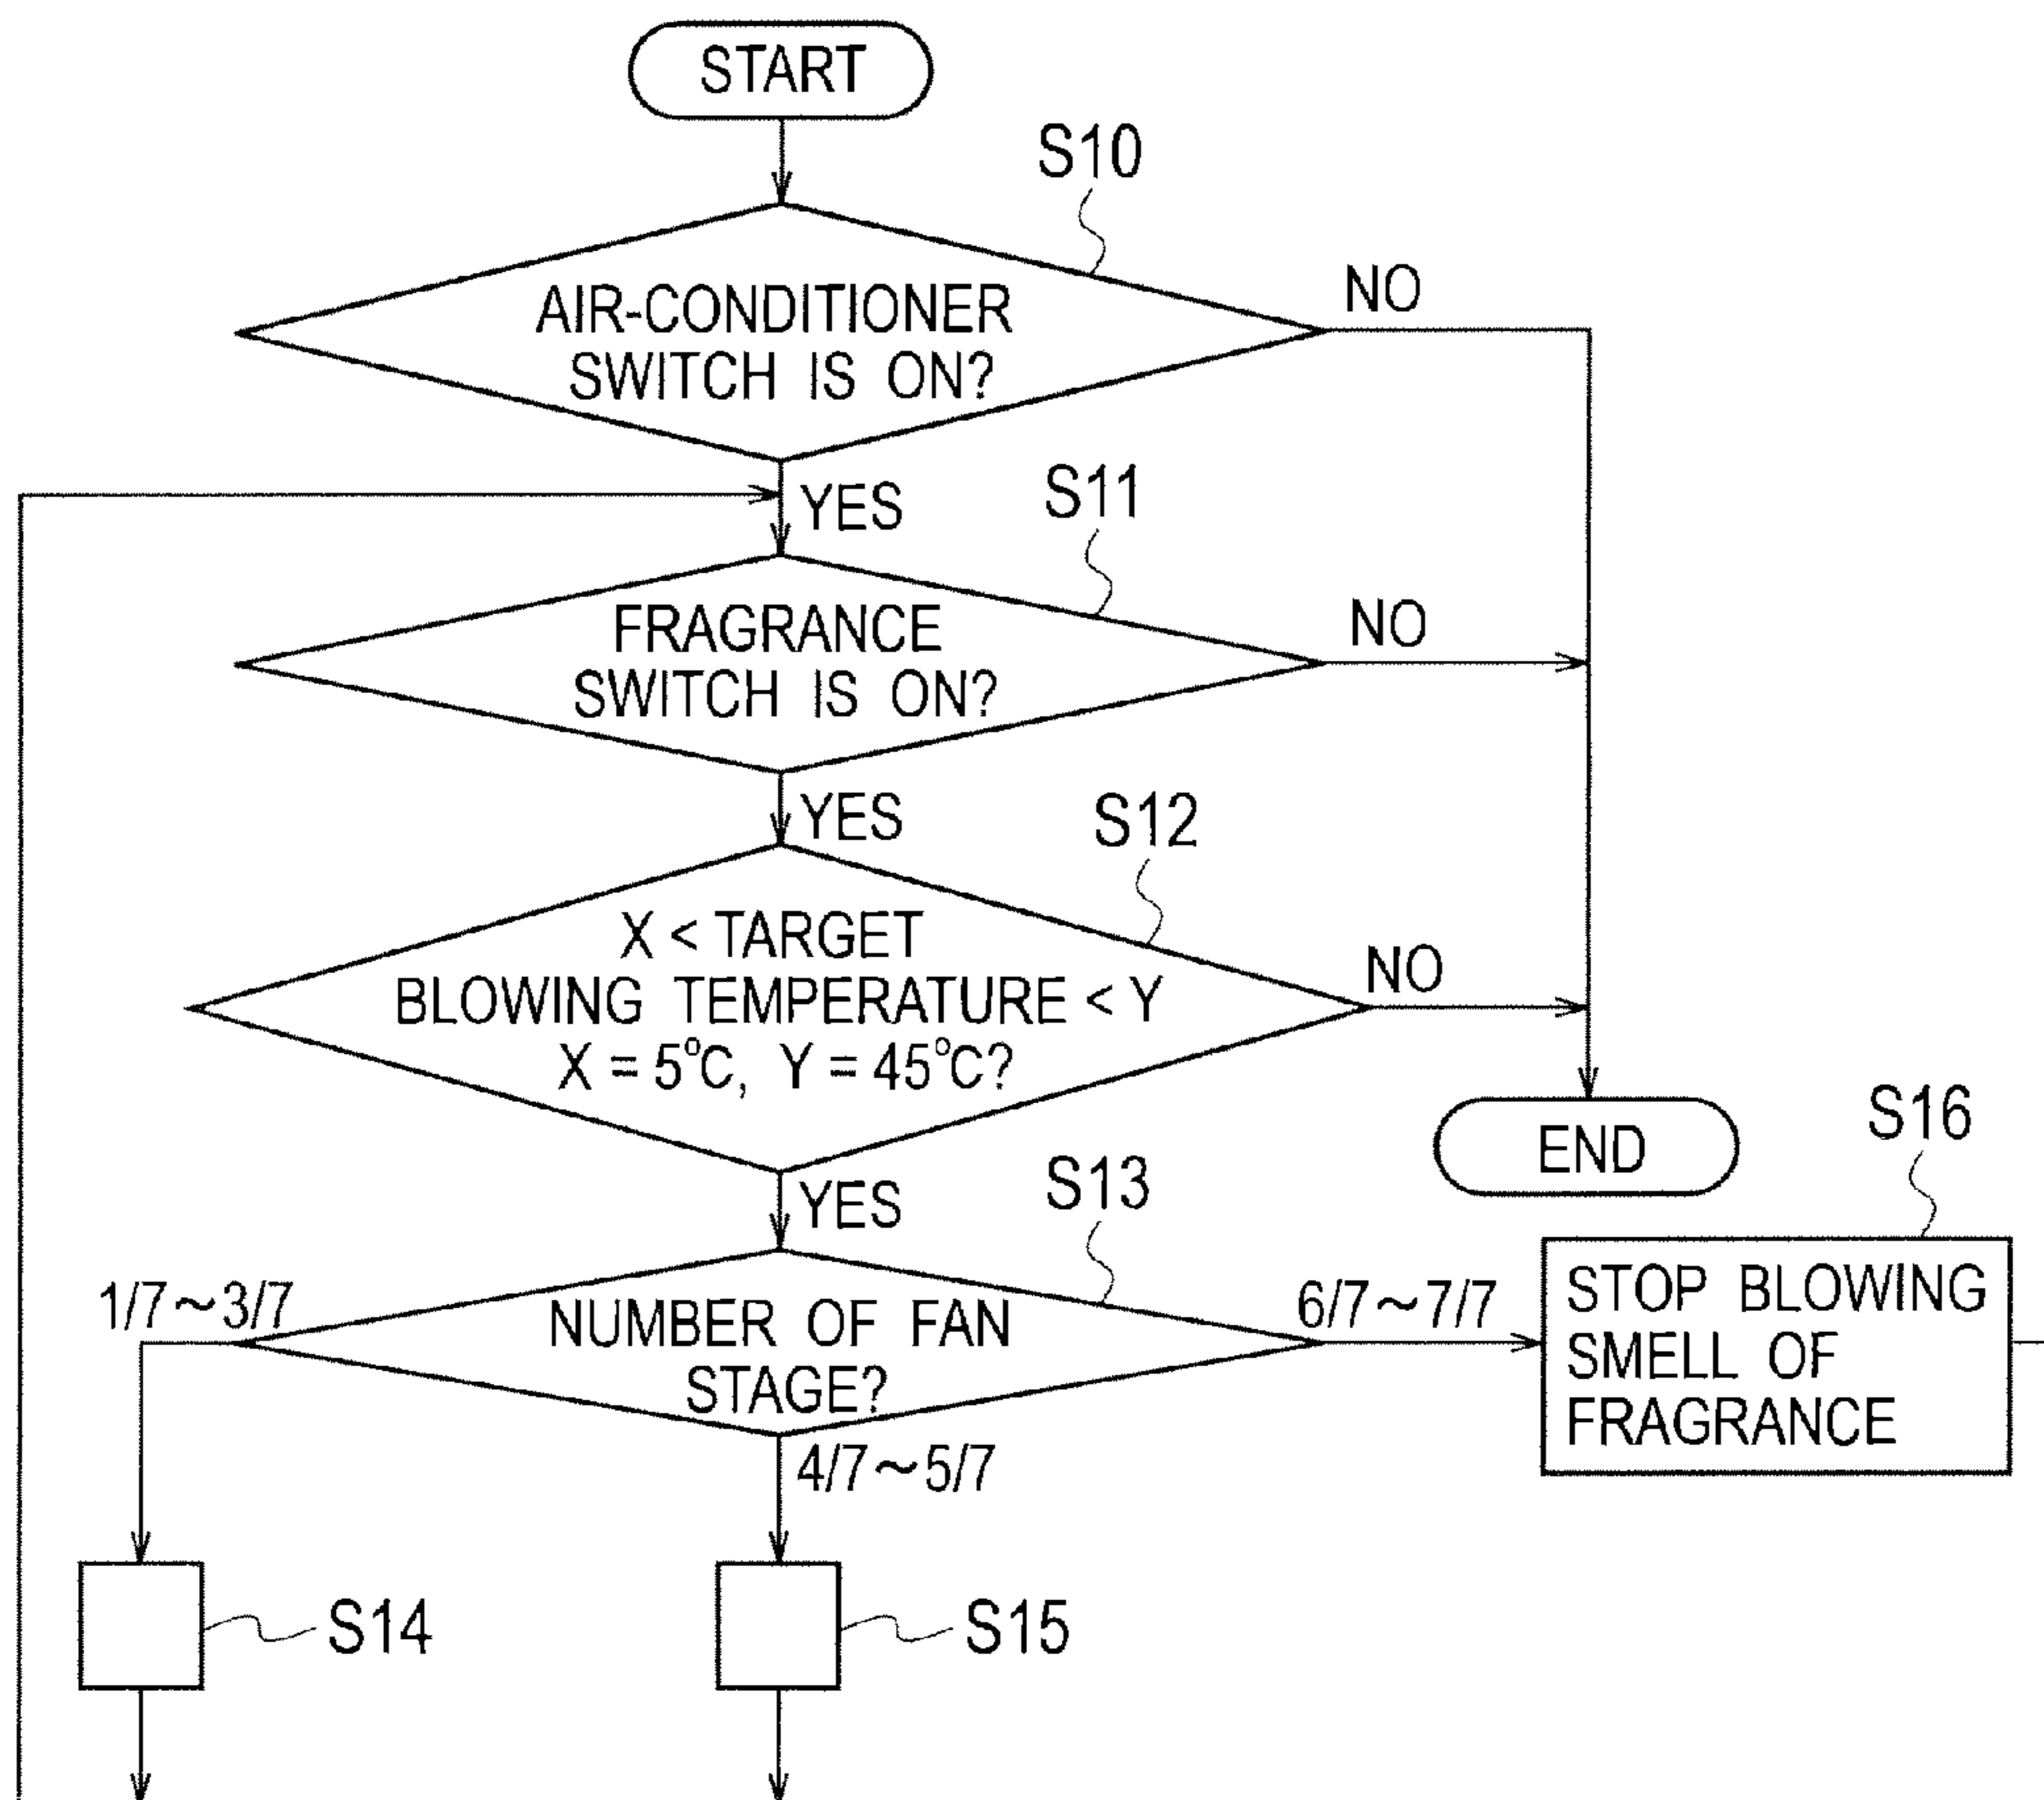 START
S10
AIR-CONDITIONER
SWITCH IS ON?
NO
YES
S11
FRAGRANCE
SWITCH IS ON?
NO
YES
S12
X < TARGET
BLOWING TEMPERATURE < Y
X = 5°C, Y = 45°C?
NO
END
YES
S13
NUMBER OF FAN
STAGE?
1/7~3/7
4/7~5/7
6/7~7/7
S16
STOP BLOWING
SMELL OF
FRAGRANCE
S14
S15